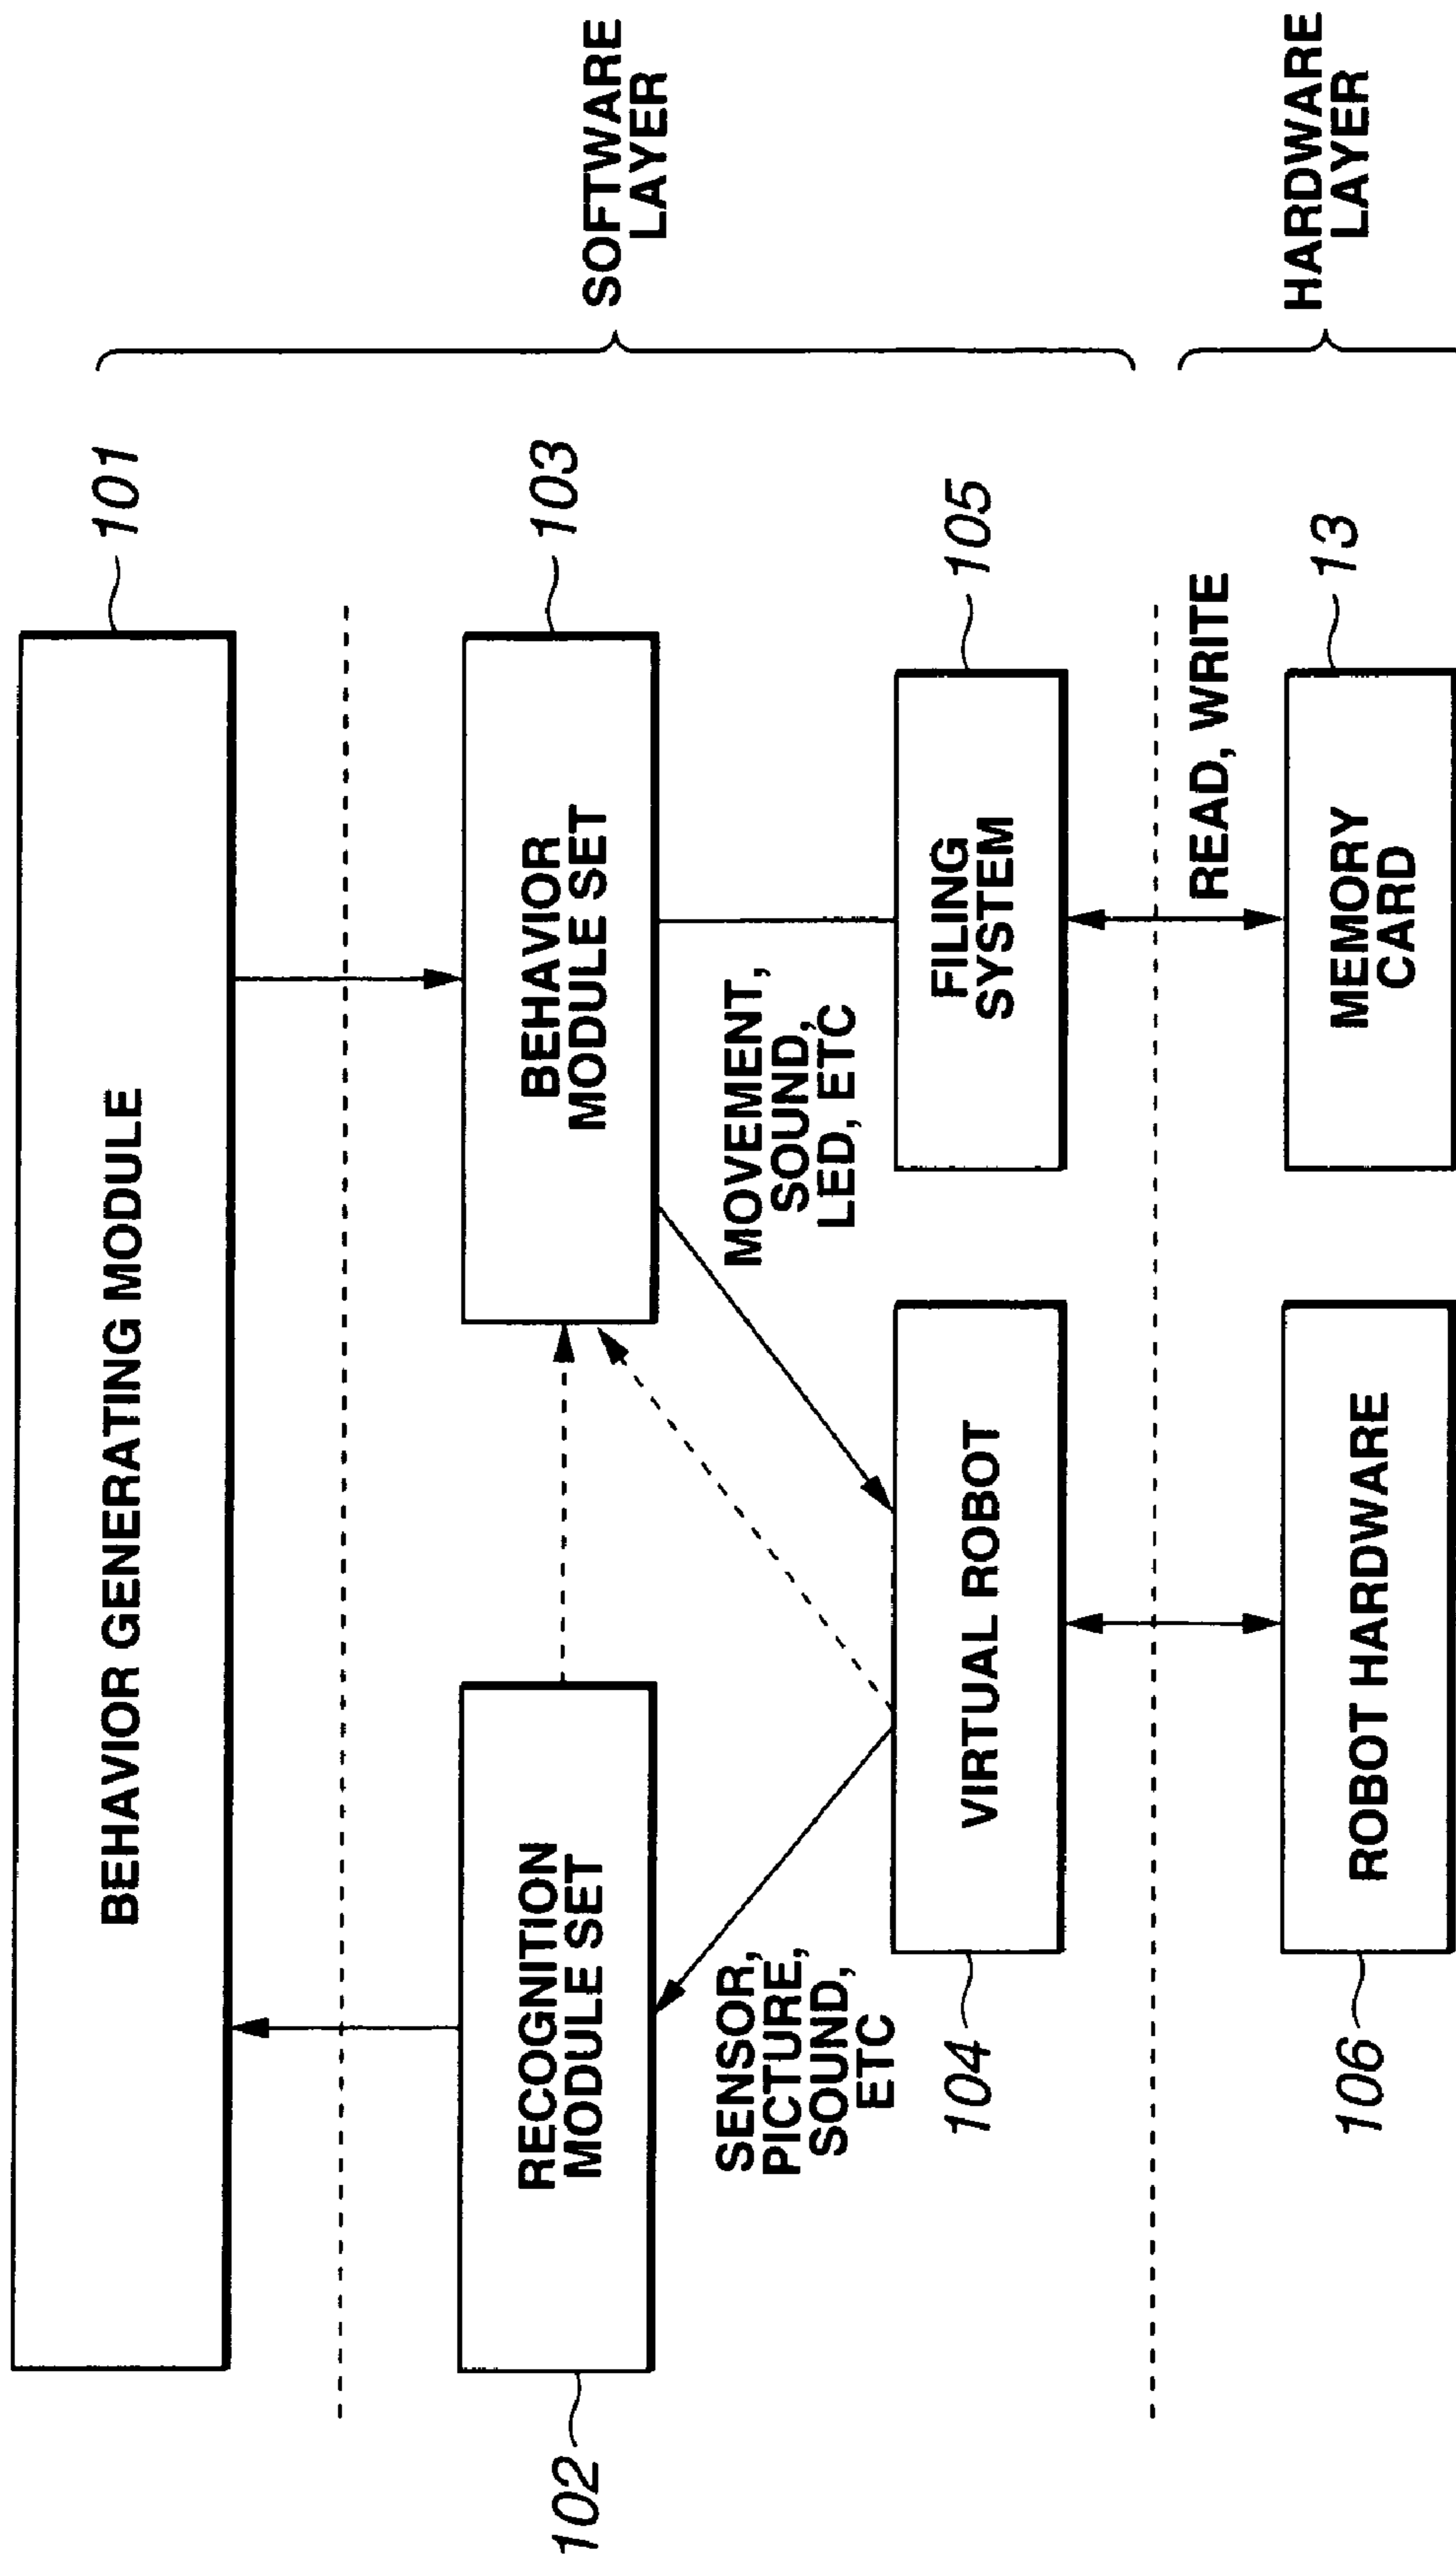 BEHAVIOR GENERATING MODULE
101
102
RECOGNITION
MODULE SET
BEHAVIOR
MODULE SET
103
SOFTWARE
LAYER
SENSOR,
PICTURE,
SOUND,
ETC
MOVEMENT,
SOUND,
LED, ETC
104
VIRTUAL ROBOT
FILING
SYSTEM
105
READ, WRITE
106
ROBOT HARDWARE
MEMORY
CARD
13
HARDWARE
LAYER